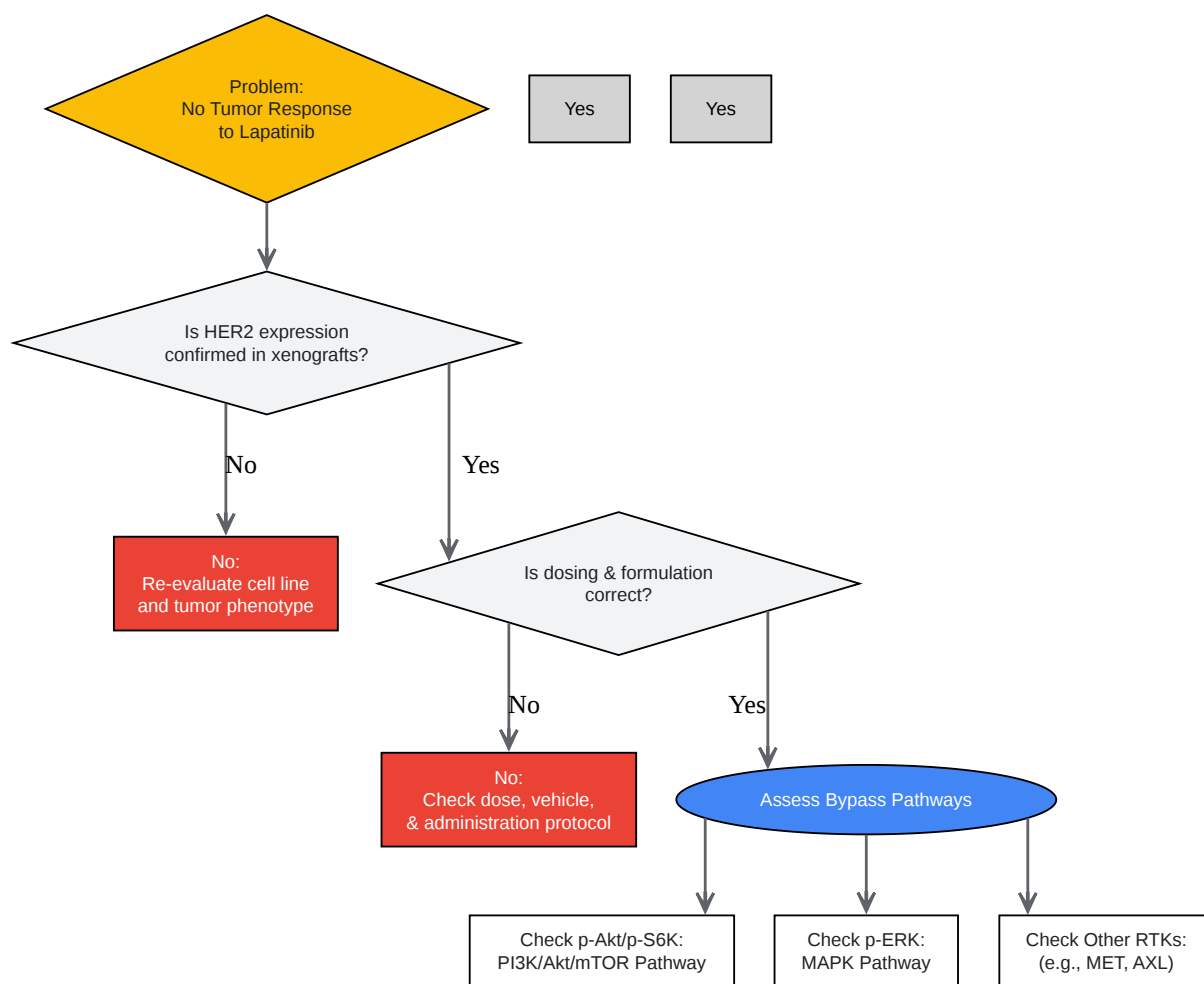 Problem:
No Tumor Response
to Lapatinib
Yes
Yes
Is HER2 expression
confirmed in xenografts?
No
Yes
No:
Re-evaluate cell line
and tumor phenotype
Is dosing & formulation
correct?
No
Yes
No:
Check dose, vehicle,
& administration protocol
Assess Bypass Pathways
Check p-Akt/p-S6K:
PI3K/Akt/mTOR Pathway
Check p-ERK:
MAPK Pathway
Check Other RTKs:
(e.g., MET, AXL)